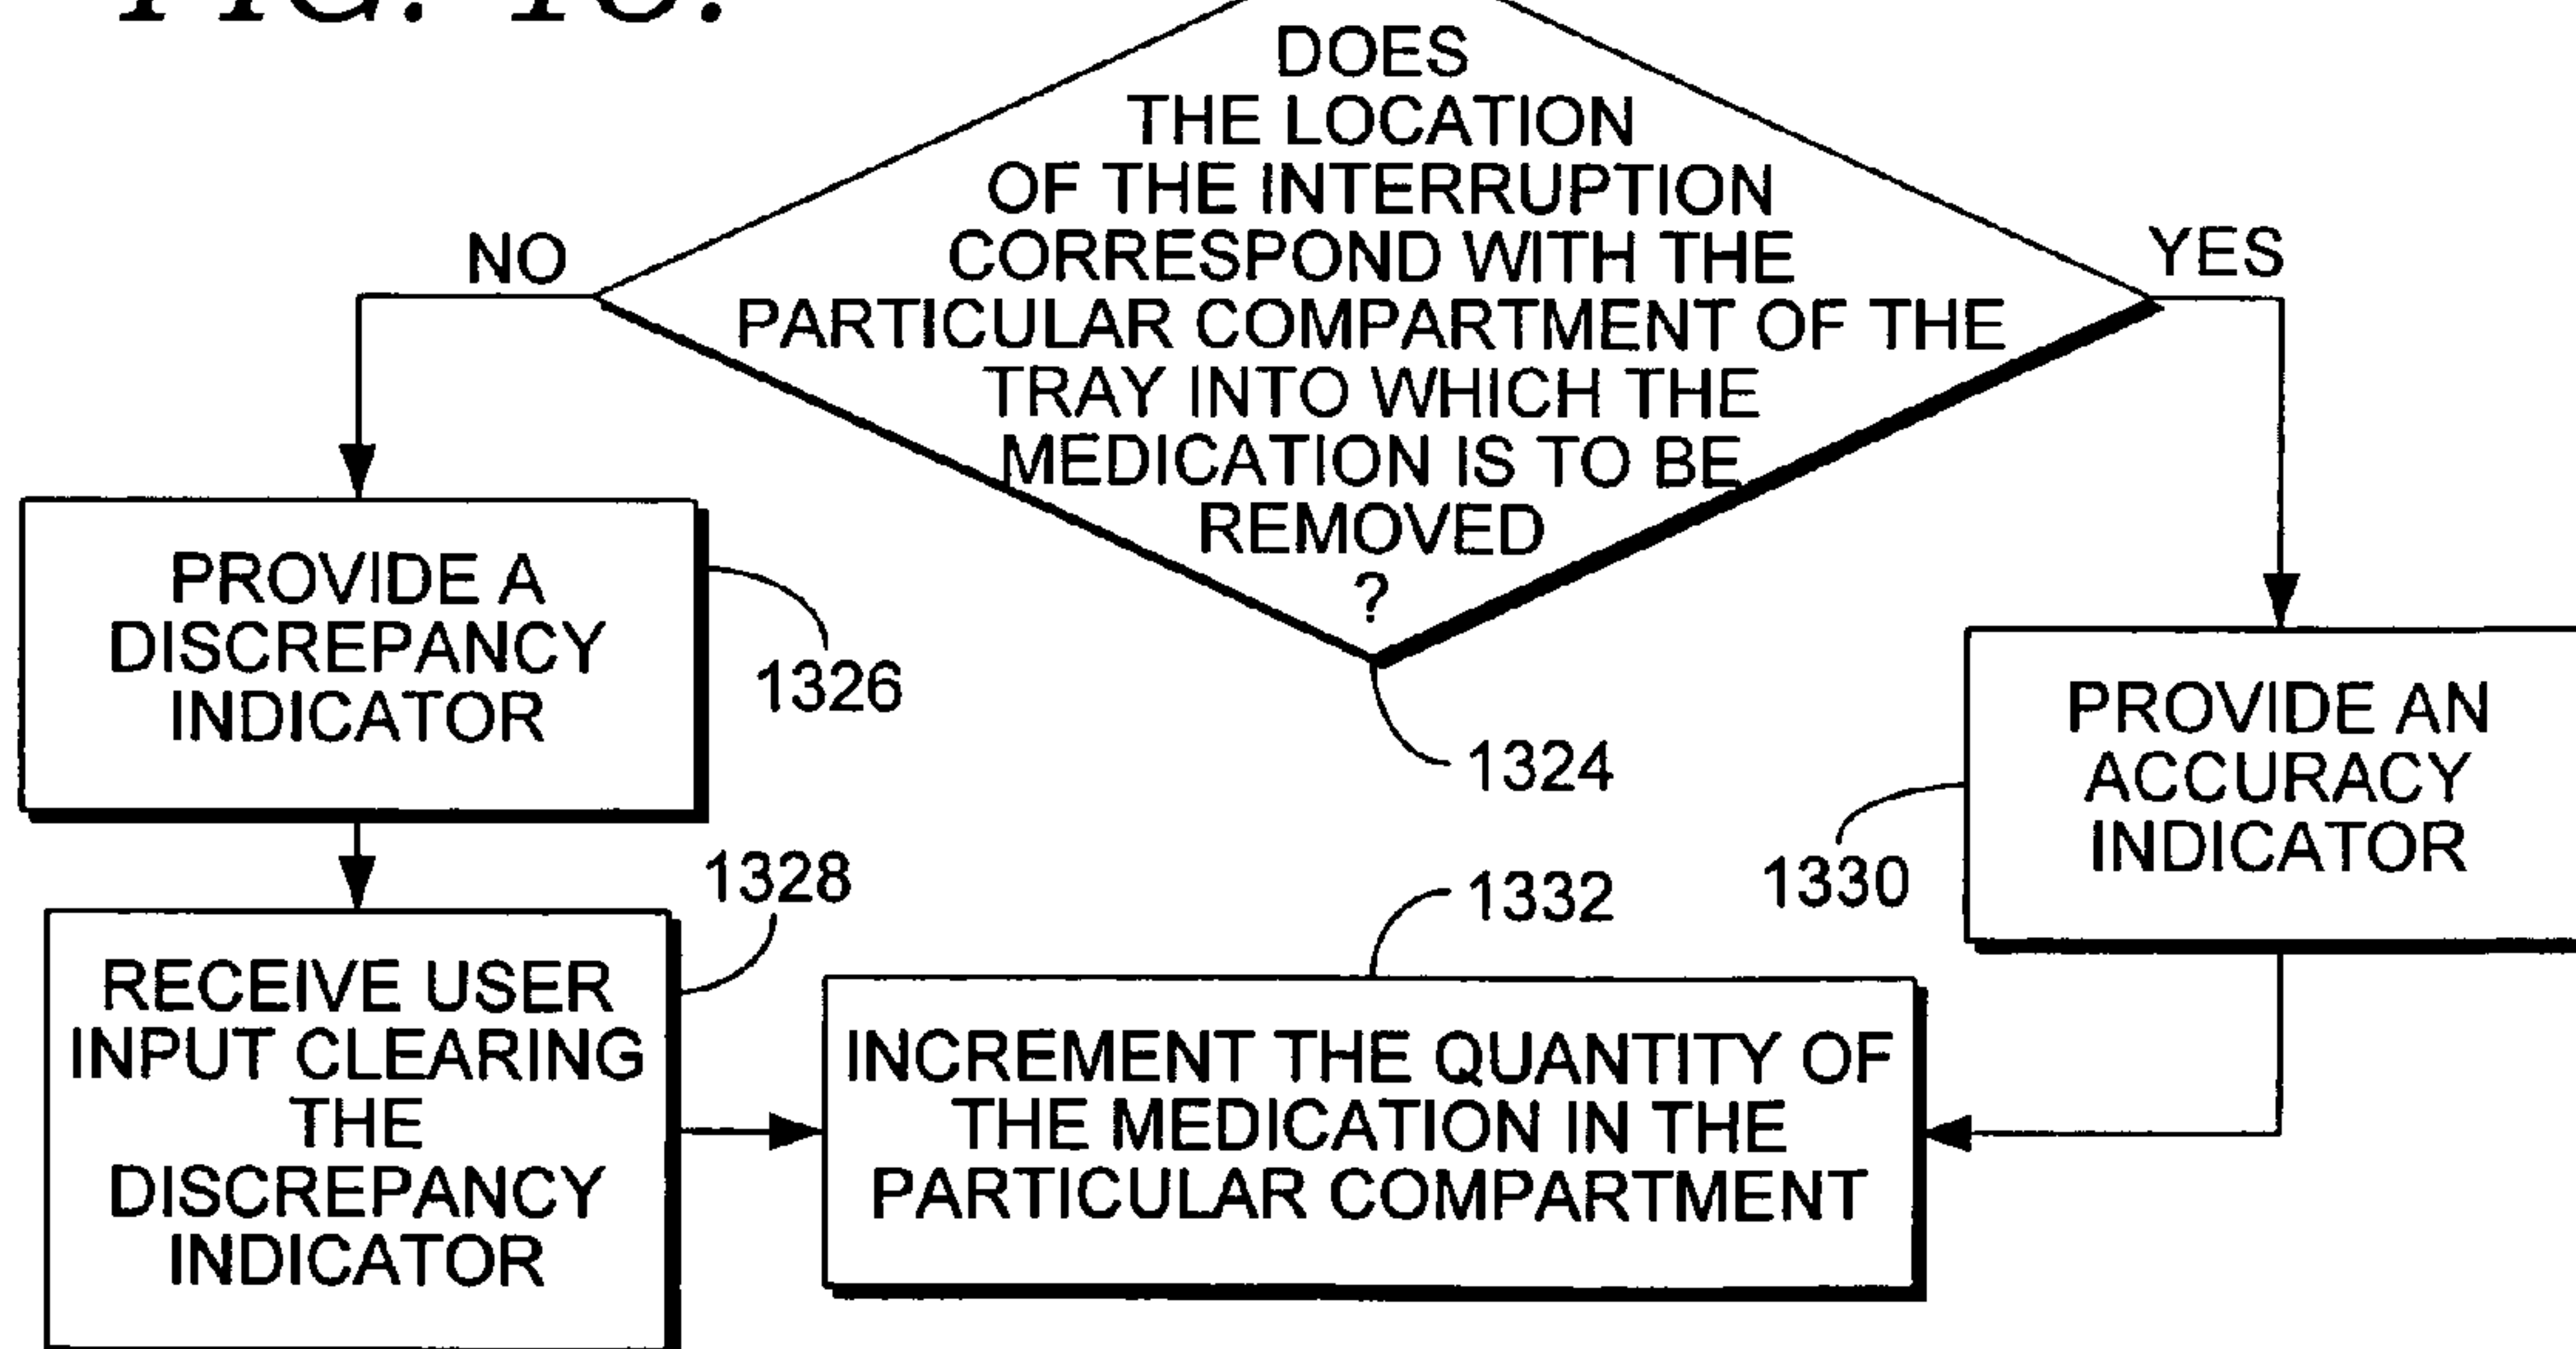 FIG. 13.
DOES
THE LOCATION
OF THE INTERRUPTION
CORRESPOND WITH THE
PARTICULAR COMPARTMENT OF THE
TRAY INTO WHICH THE
MEDICATION IS TO BE
REMOVED
?
NO
YES
PROVIDE A
DISCREPANCY
INDICATOR
1326
1324
PROVIDE AN
ACCURACY
INDICATOR
1330
1328
1332
RECEIVE USER
INPUT CLEARING
THE
DISCREPANCY
INDICATOR
INCREMENT THE QUANTITY OF
THE MEDICATION IN THE
PARTICULAR COMPARTMENT